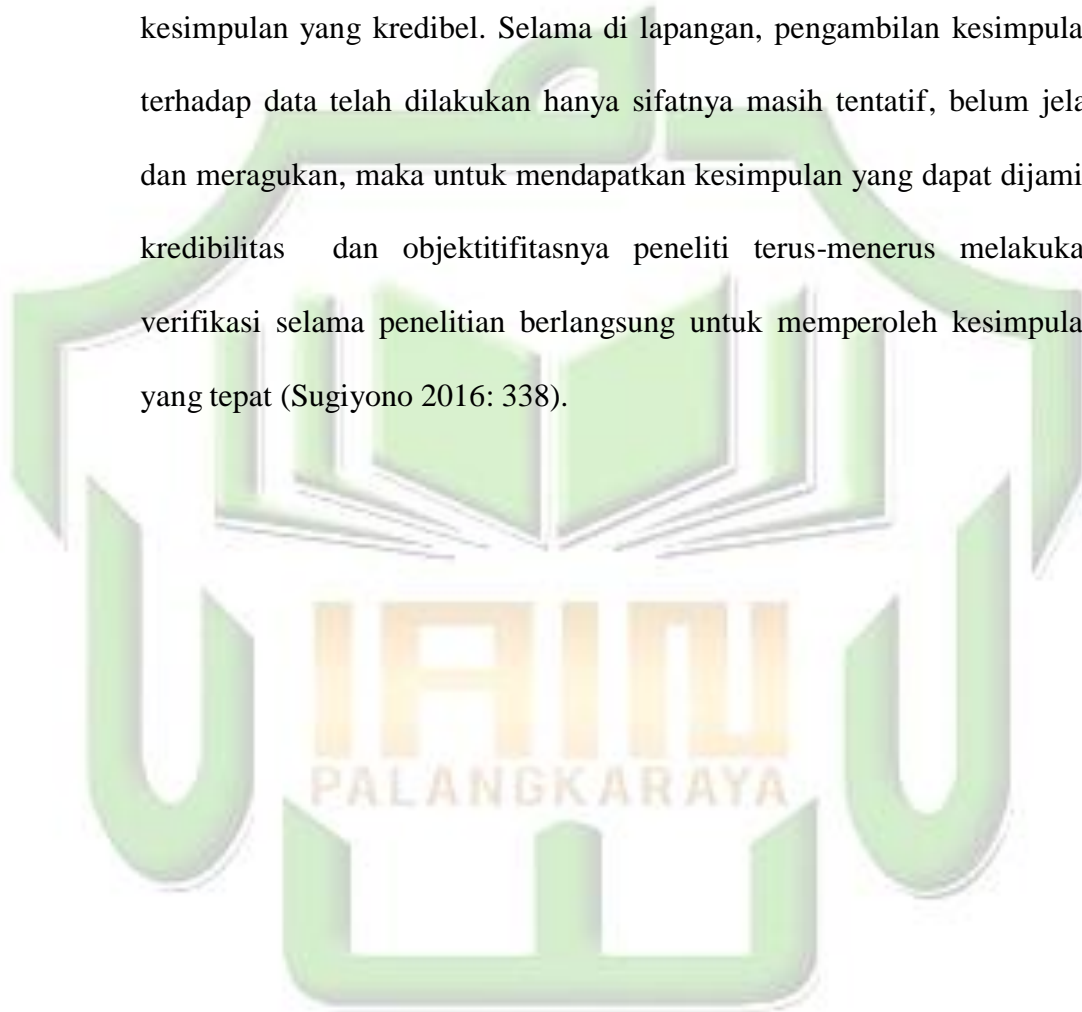 kesimpulan yang kredibel. Selama di lapangan, pengambilan kesimpula
terhadap data telah dilakukan hanya sifatnya masih tentatif, belum jela
dan meragukan, maka untuk mendapatkan kesimpulan yang dapat dijami
kredibilitas dan objektitifitasnya peneliti terus-menerus melakuka
verifikasi selama penelitian berlangsung untuk memperoleh kesimpula
yang tepat (Sugiyono 2016: 338).
IAIN
PALANGKARAYA